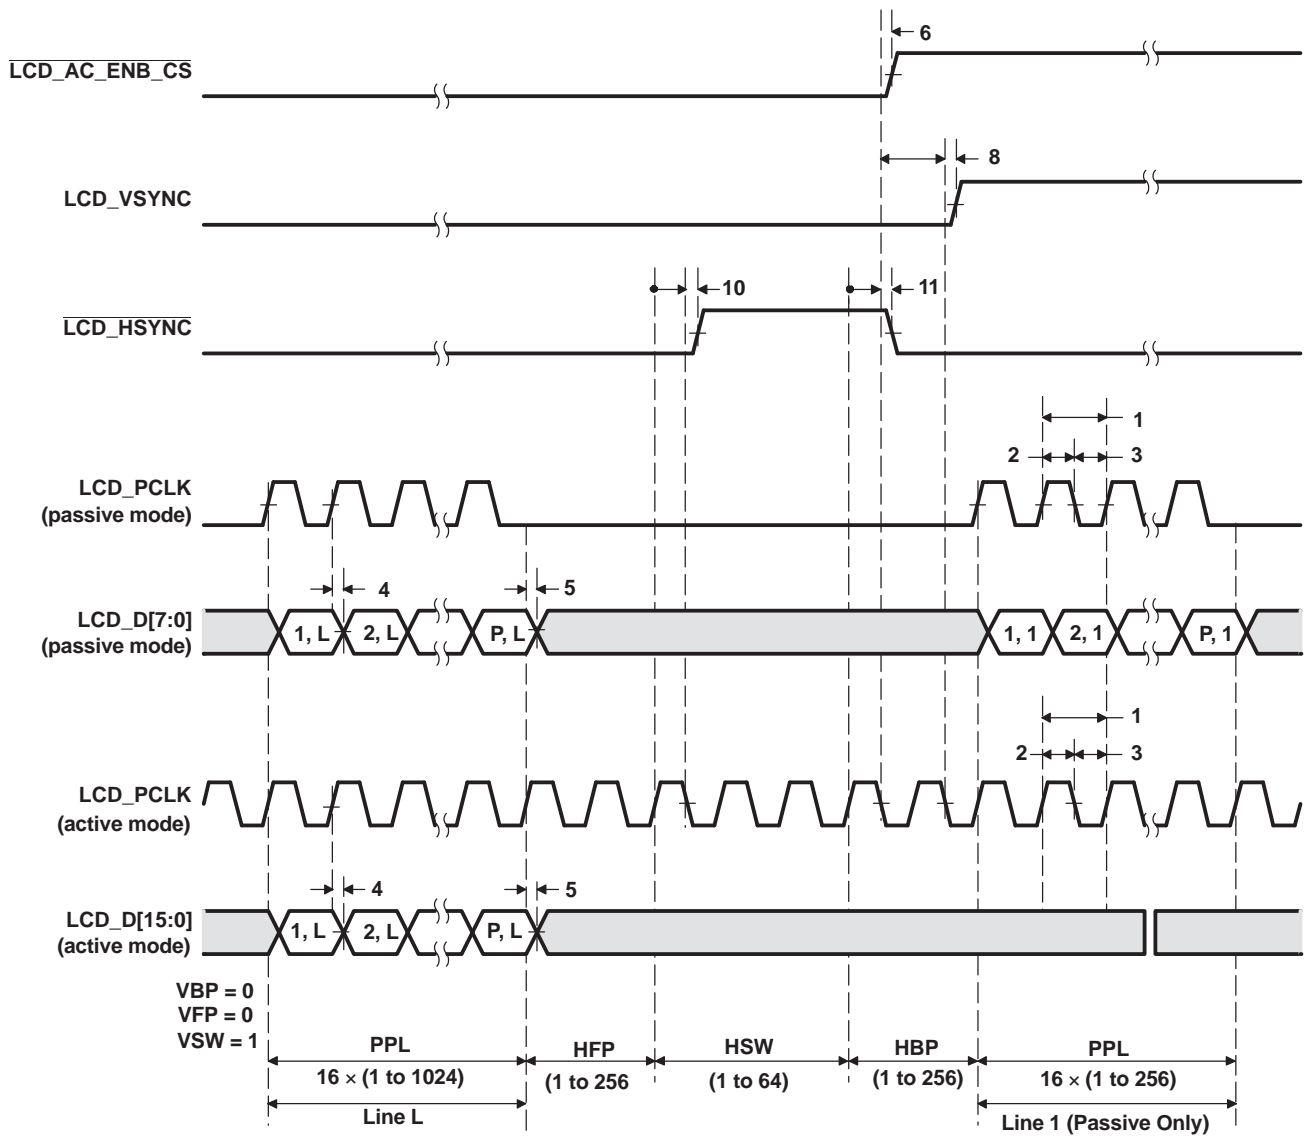 6
LCD_AC_ENB_CS
8
LCD_VSYNC
10
11
LCD_HSYNC
1
2
3
LCD_PCLK
(passive mode)
4
5
LCD_D[7:0]
(passive mode)
1, L
2, L
P, L
1, 1
2, 1
P, 1
1
2
3
LCD_PCLK
(active mode)
4
5
LCD_D[15:0]
(active mode)
1, L
2, L
P, L
VBP = 0
VFP = 0
VSW = 1
PPL
HFP
HSW
HBP
PPL
16 × (1 to 1024)
(1 to 256
(1 to 64)
(1 to 256)
16 × (1 to 256)
Line L
Line 1 (Passive Only)